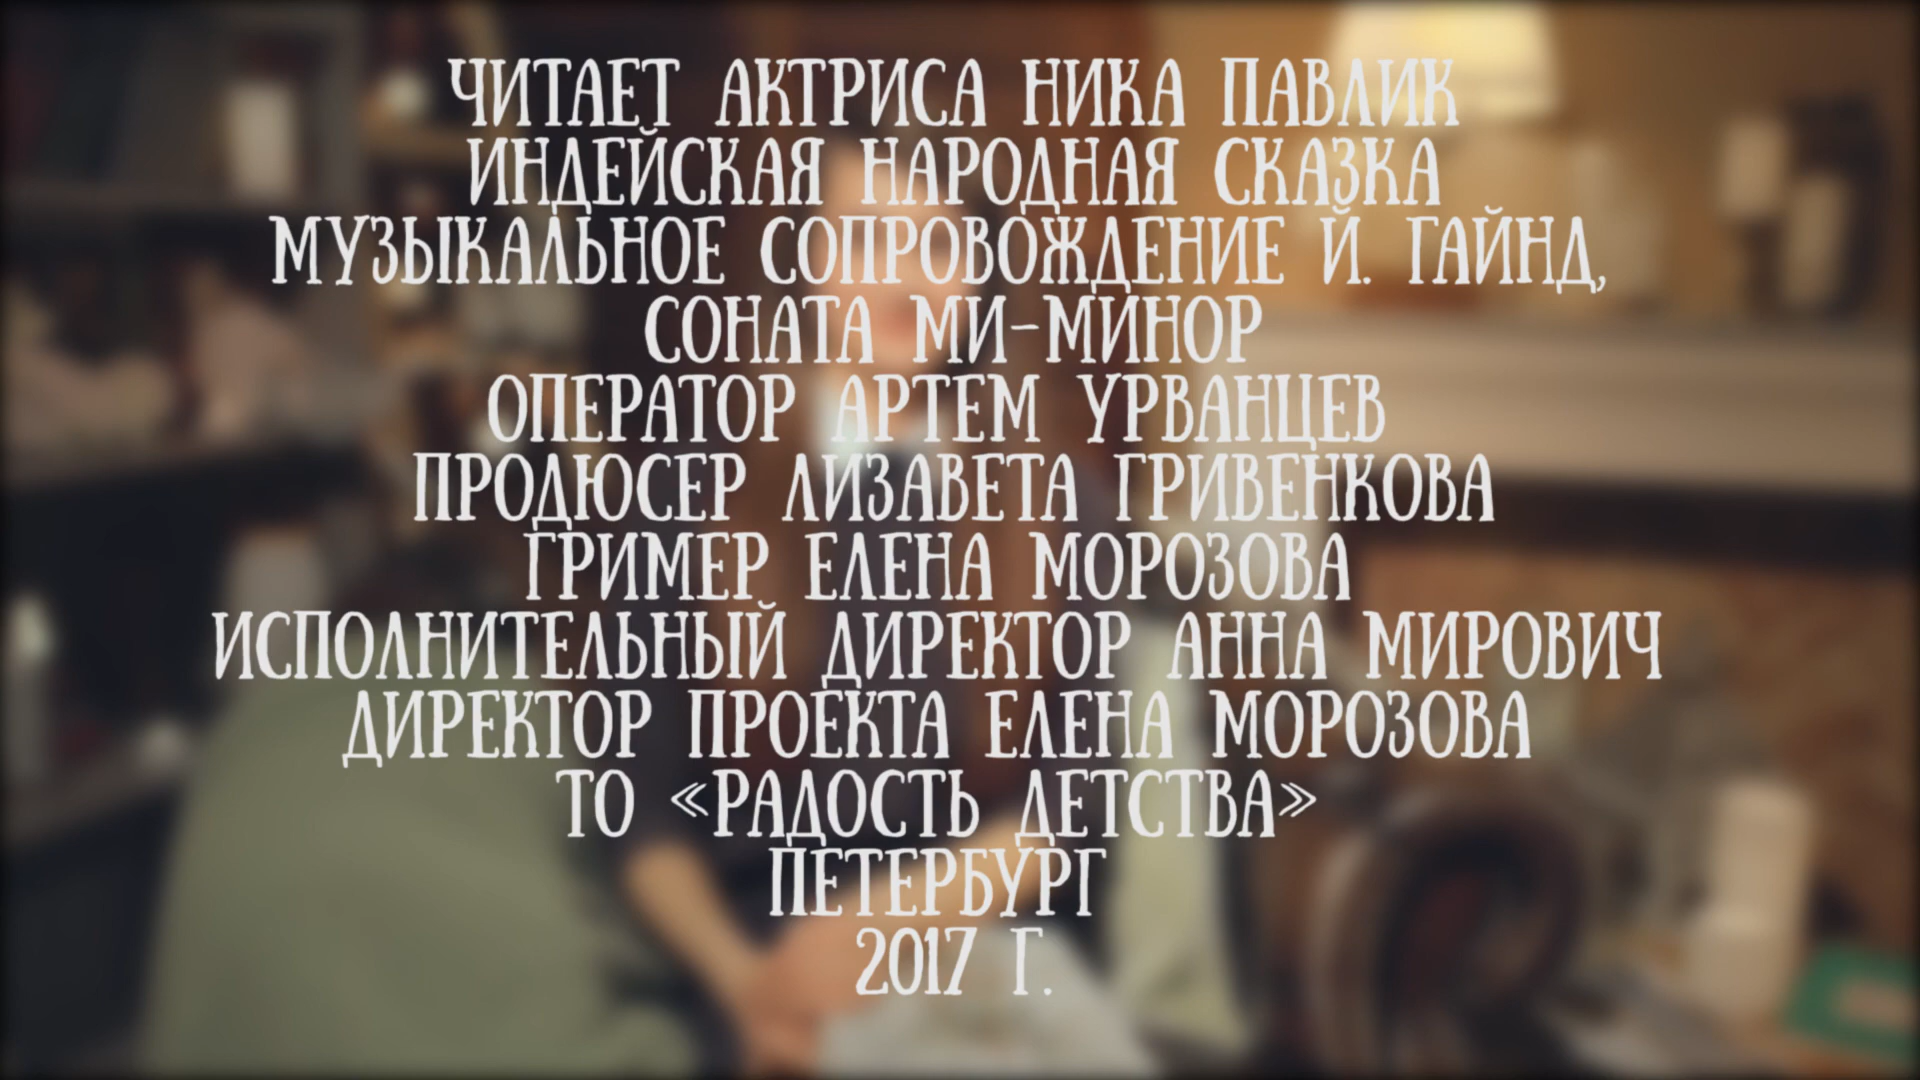 ЧИТАЕТ АКТРИСА НИКА ПАВЛИК
ИНДЕЙСКАЯ НАРОДНАЯ СКАЗКА
МУЗЫКАЛЬНОЕ СОПРОВОЖДЕНИЕ Й. ГАЙНД,
СОНАТА МИ-МИНОР
ОПЕРАТОР АРТЕМ УРВАНЦЕВ
ПРОДЮСЕР ЛИЗАВЕТА ГРИВЕНКОВА
ГРИМЕР ЕЛЕНА МОРОЗОВА
ИСПОЛНИТЕЛЬНЫЙ ДИРЕКТОР АННА МИРОВИЧ
ДИРЕКТОР ПРОЕКТА ЕЛЕНА МОРОЗОВА
ТО «РАДОСТЬ ДЕТСТВА»
ПЕТЕРБУРГ
2017 Г.